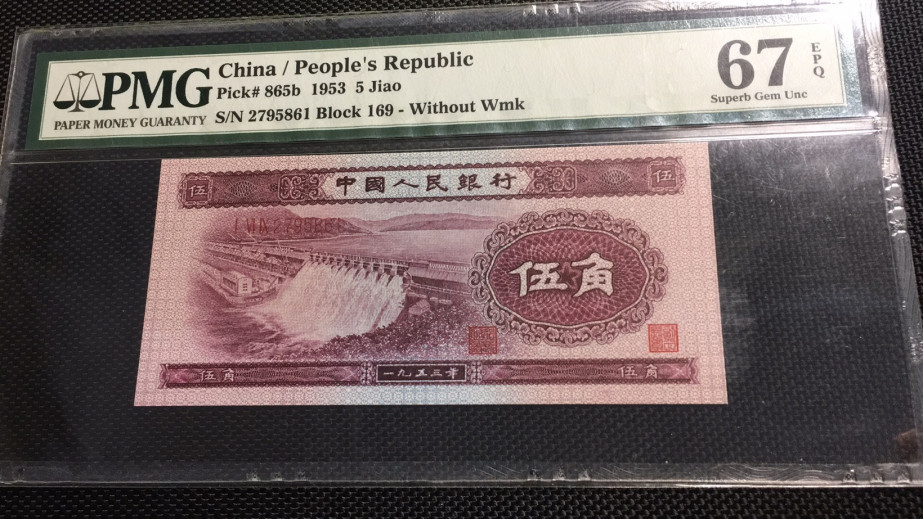 PMG
PAPER MONEY GUARANTY
China / People's Republic
Pick# 865b 1953 5 Jiao
S/N 2795861 Block 169 - Without Wmk
67
EPQ
Superb Gem Unc
伍 中國人民銀行 伍
伍角
伍角 一九五三年 伍角